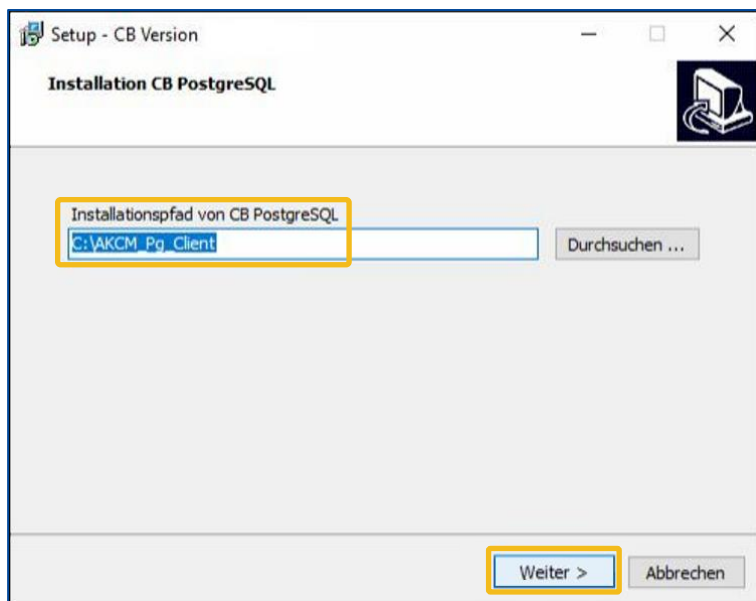 Setup - CB Version
Installation CB PostgreSQL
Installationspfad von CB PostgreSQL
C:\AKCM_Pg_Client
Durchsuchen ...
Weiter >
Abbrechen